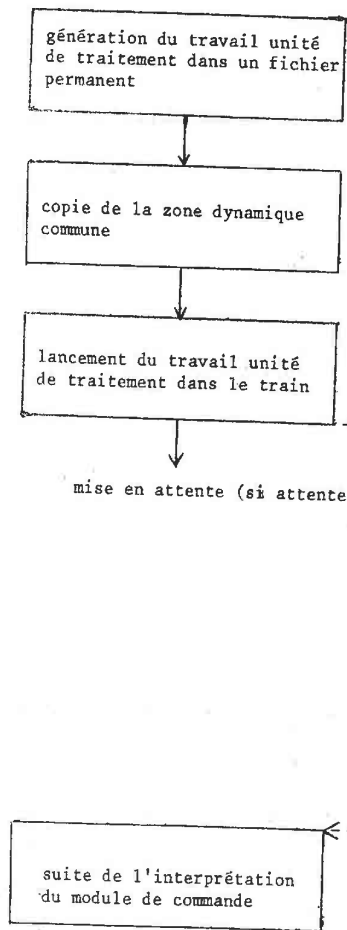 génération du travail unité
de traitement dans un fichier
permanent
copie de la zone dynamique
commune
lancement du travail unité
de traitement dans le train
mise en attente (si attente
suite de l'interprétation
du module de commande